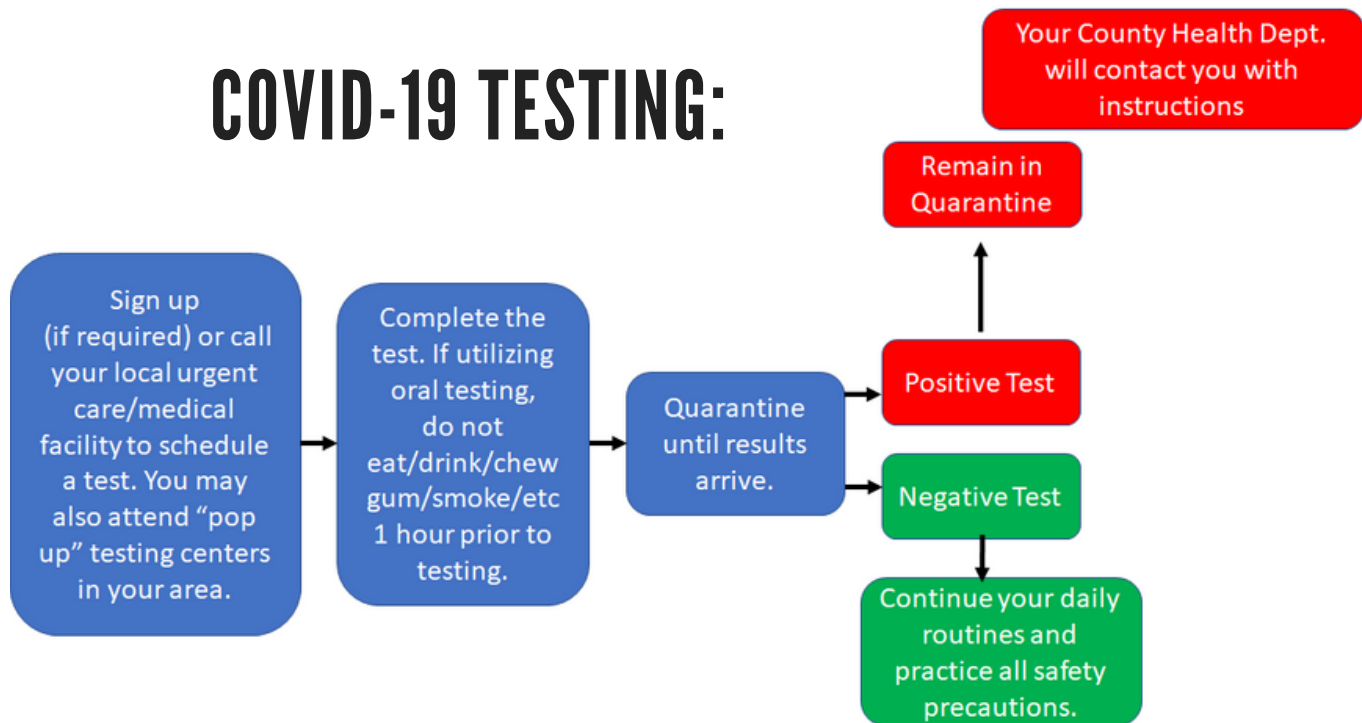 COVID-19 TESTING:
Sign up
(if required) or call
your local urgent
care/medical
facility to schedule
a test. You may
also attend “pop
up” testing centers
in your area.
Complete the
test. If utilizing
oral testing,
do not
eat/drink/chew
gum/smoke/etc
1 hour prior to
testing.
Quarantine
until results
arrive.
Positive Test
Remain in
Quarantine
Your County Health Dept.
will contact you with
instructions
Negative Test
Continue your daily
routines and
practice all safety
precautions.